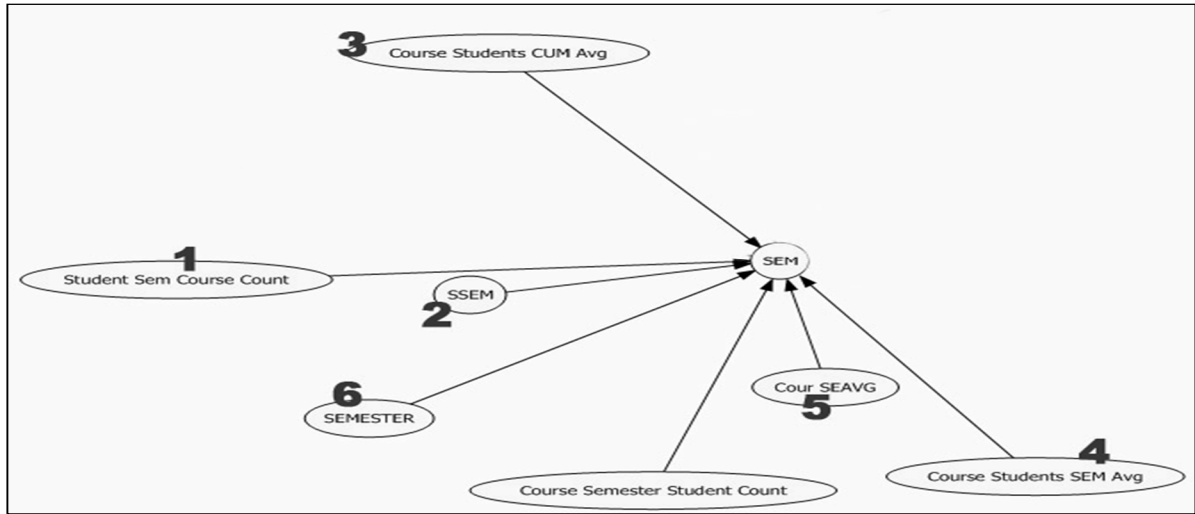 3
Course Students CUM Avg
SEM
1
Student Sem Course Count
SSEM
2
6
SEMESTER
Cour SEAVG
5
4
Course Students SEM Avg
Course Semester Student Count